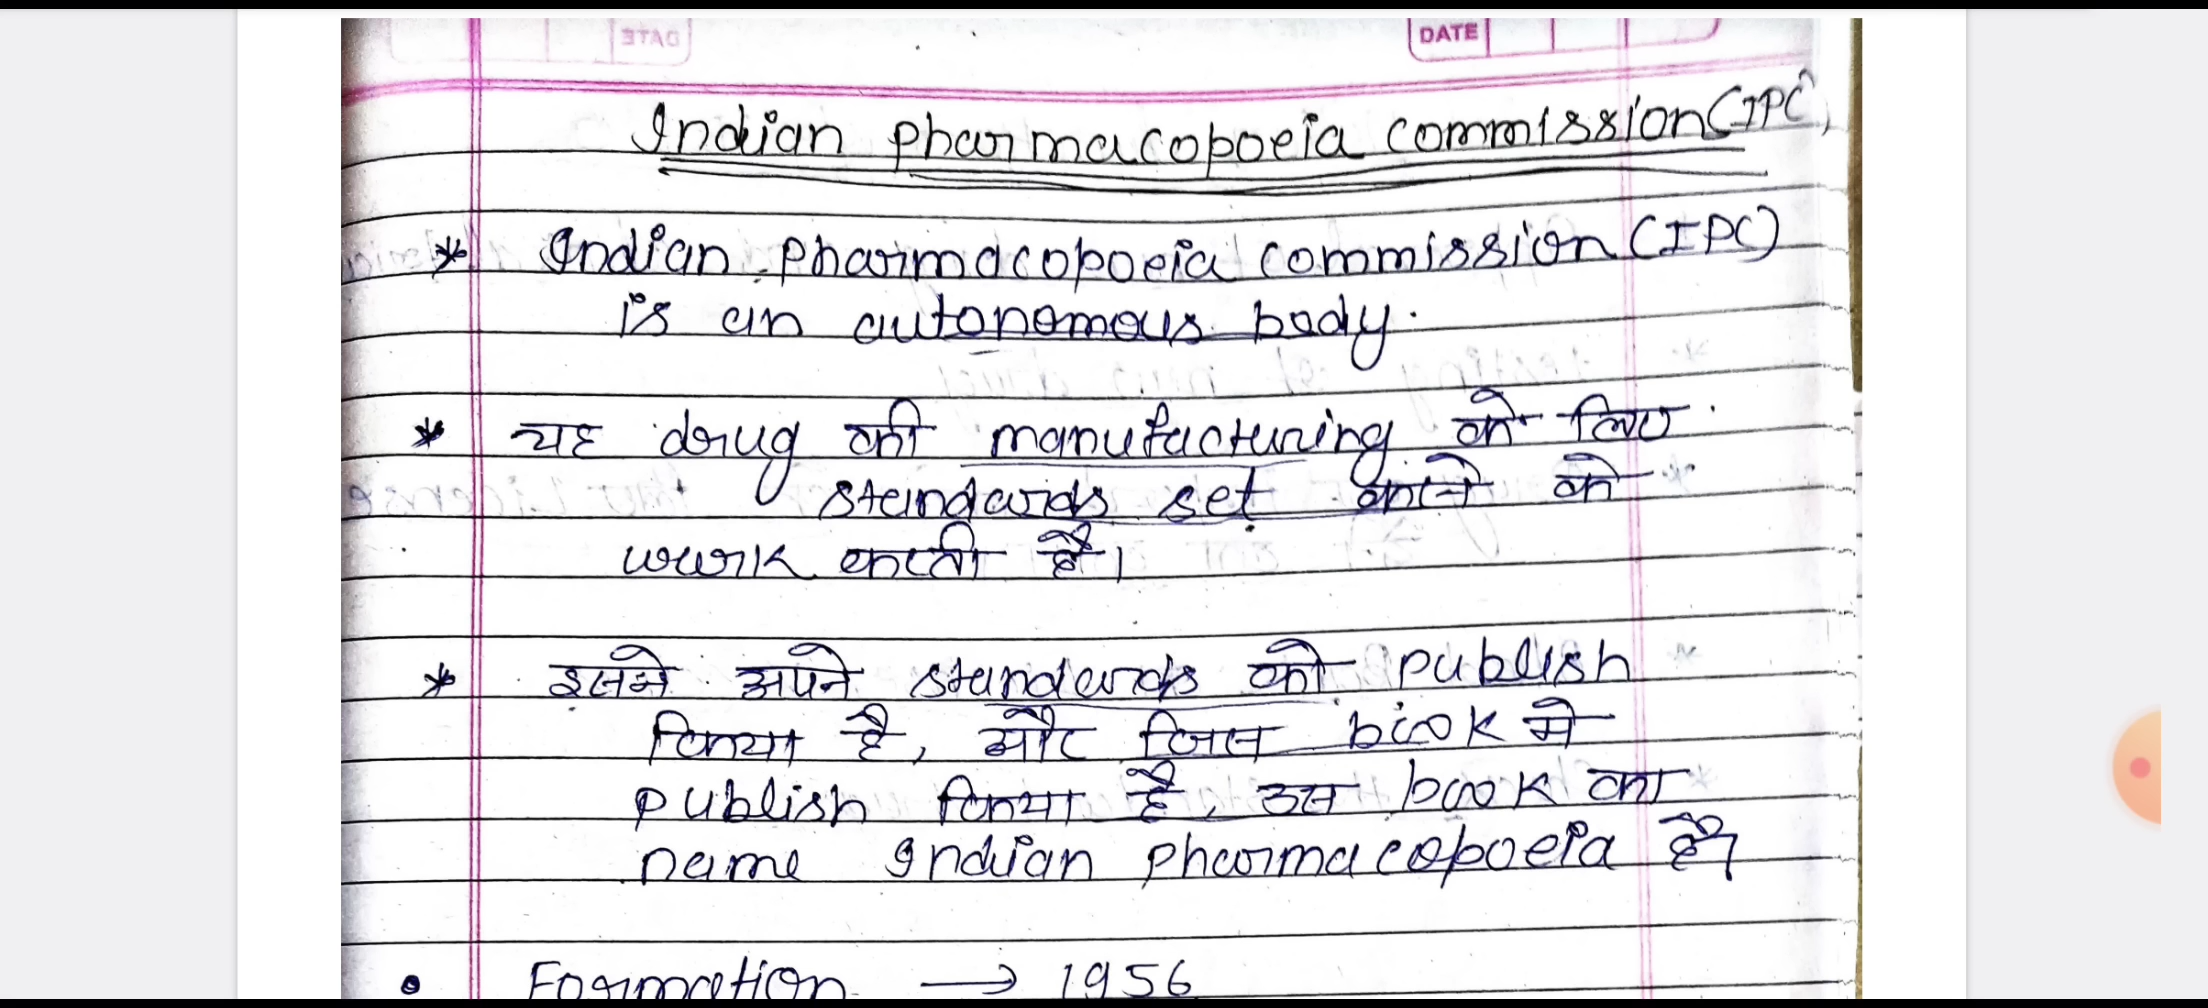 DATE
DATE
Indian pharmacopoeia commission (IPC)
* Indian pharmacopoeia commission (IPC)
is an autonomous body.
* यह drug की manufacturing के लिए
standards set करने के
work करती है।
* इसने अपने standards को publish
किया है, और जिस book मे
publish किया है, उस book का
name Indian pharmacopoeia है।
• Formation → 1956